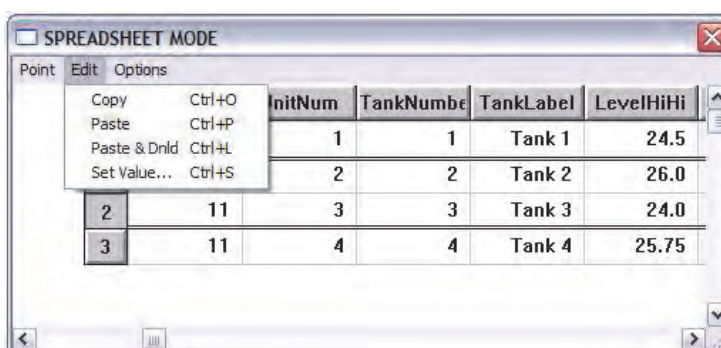 SPREADSHEET MODE
Point Edit Options
Copy Ctrl+O
Paste Ctrl+P
Paste & Dnld Ctrl+L
Set Value... Ctrl+S
TankNumbe TankLabel LevelHiHi
1 1 Tank 1 24.5
2 2 Tank 2 26.0
2 11 3 3 Tank 3 24.0
3 11 4 4 Tank 4 25.75